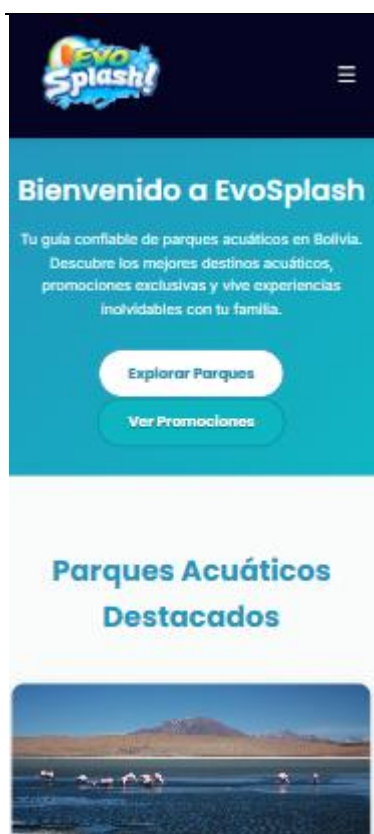 EVO
Splash!
Bienvenido a EvoSplash
Tu guía confiable de parques acuáticos en Bolivia.
Descubre los mejores destinos acuáticos,
promociones exclusivas y vive experiencias
inolvidables con tu familia.
Explorar Parques
Ver Promociones
Parques Acuáticos
Destacados